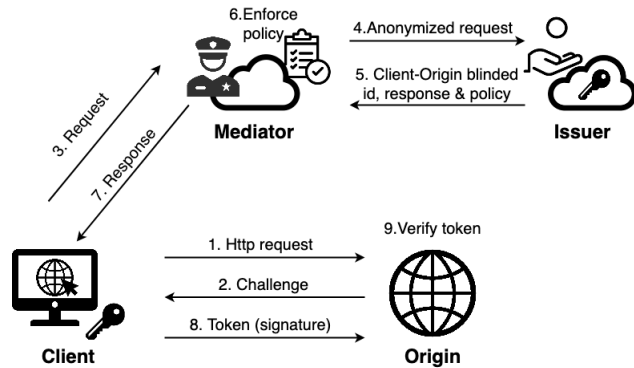 6.Enforce
policy
4.Anonymized request
5. Client-Origin blinded
id, response & policy
Mediator
Issuer
3. Request
7. Response
1. Http request
9.Verify token
2. Challenge
8. Token (signature)
Client
Origin